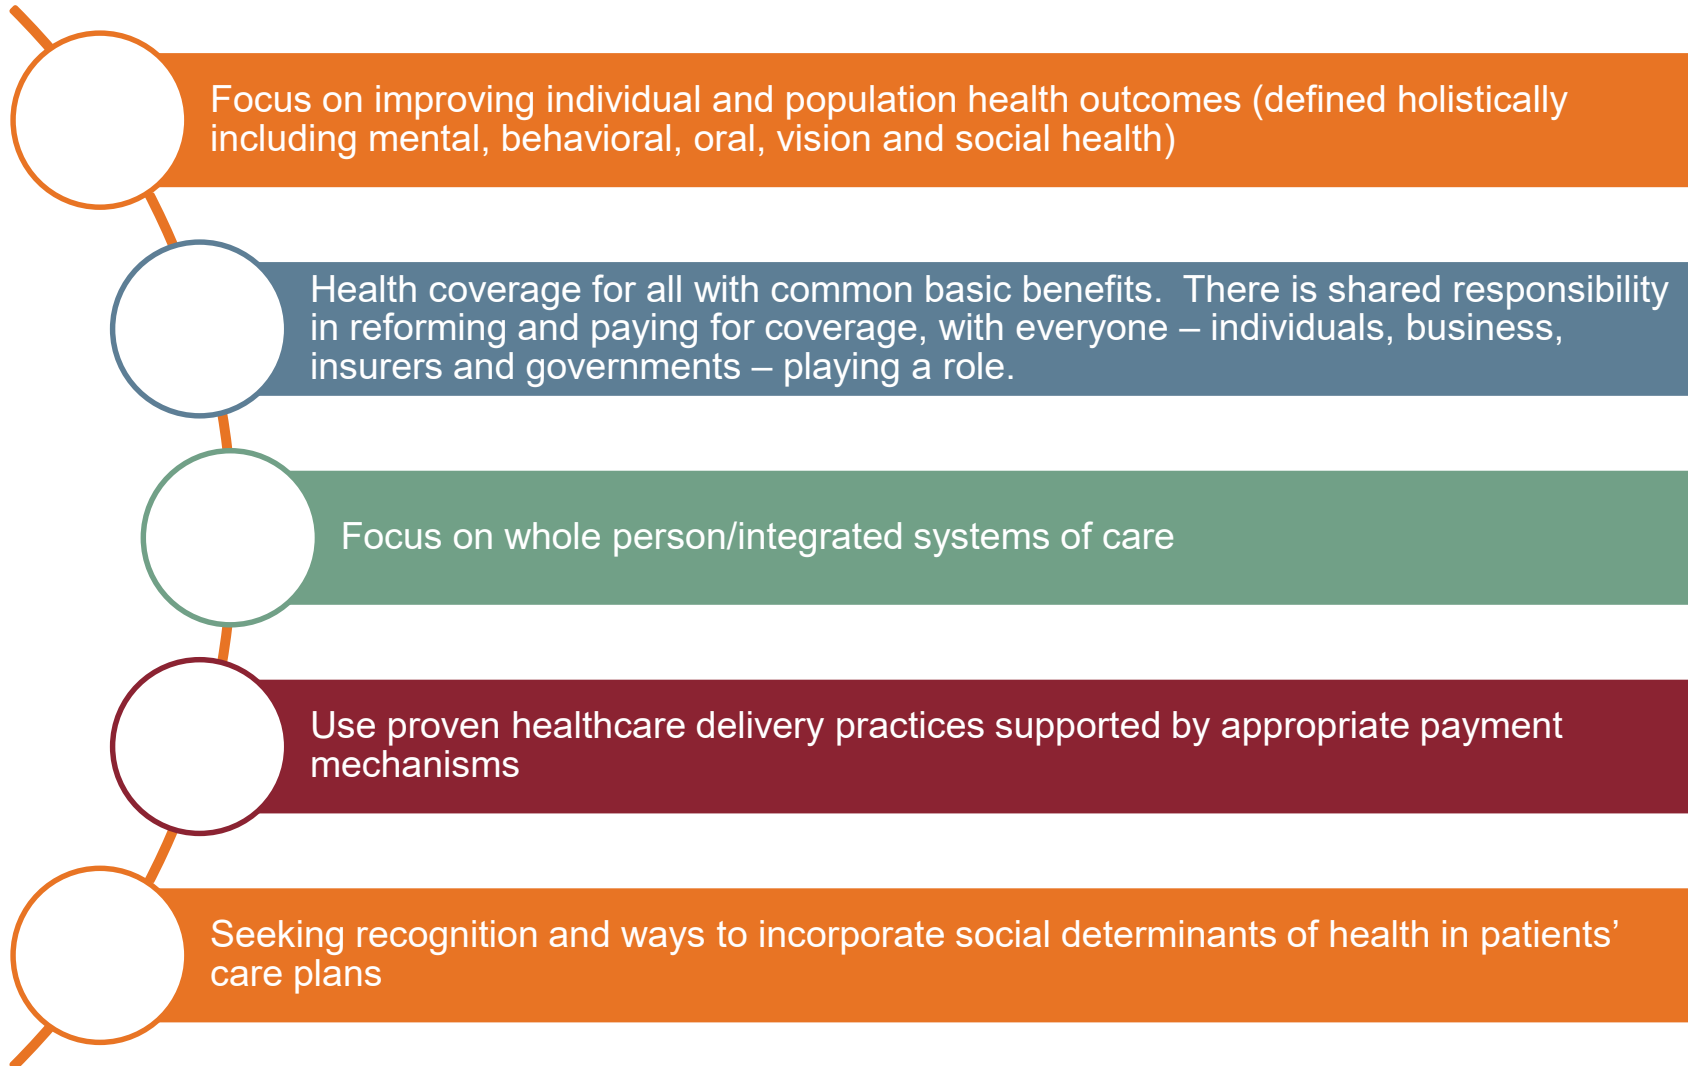 Focus on improving individual and population health outcomes (defined holistically
including mental, behavioral, oral, vision and social health)
Health coverage for all with common basic benefits.  There is shared responsibility
in reforming and paying for coverage, with everyone – individuals, business,
insurers and governments – playing a role.
Focus on whole person/integrated systems of care
Use proven healthcare delivery practices supported by appropriate payment
mechanisms
Seeking recognition and ways to incorporate social determinants of health in patients’
care plans